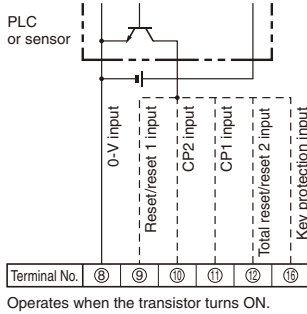 PLC
or sensor
0-V input
Reset/reset 1 input
CP2 input
CP1 input
Total reset/reset 2 input
Key protection input
Terminal No. ⑧ ⑨ ⑩ ⑪ ⑫ ⑯
Operates when the transistor turns ON.